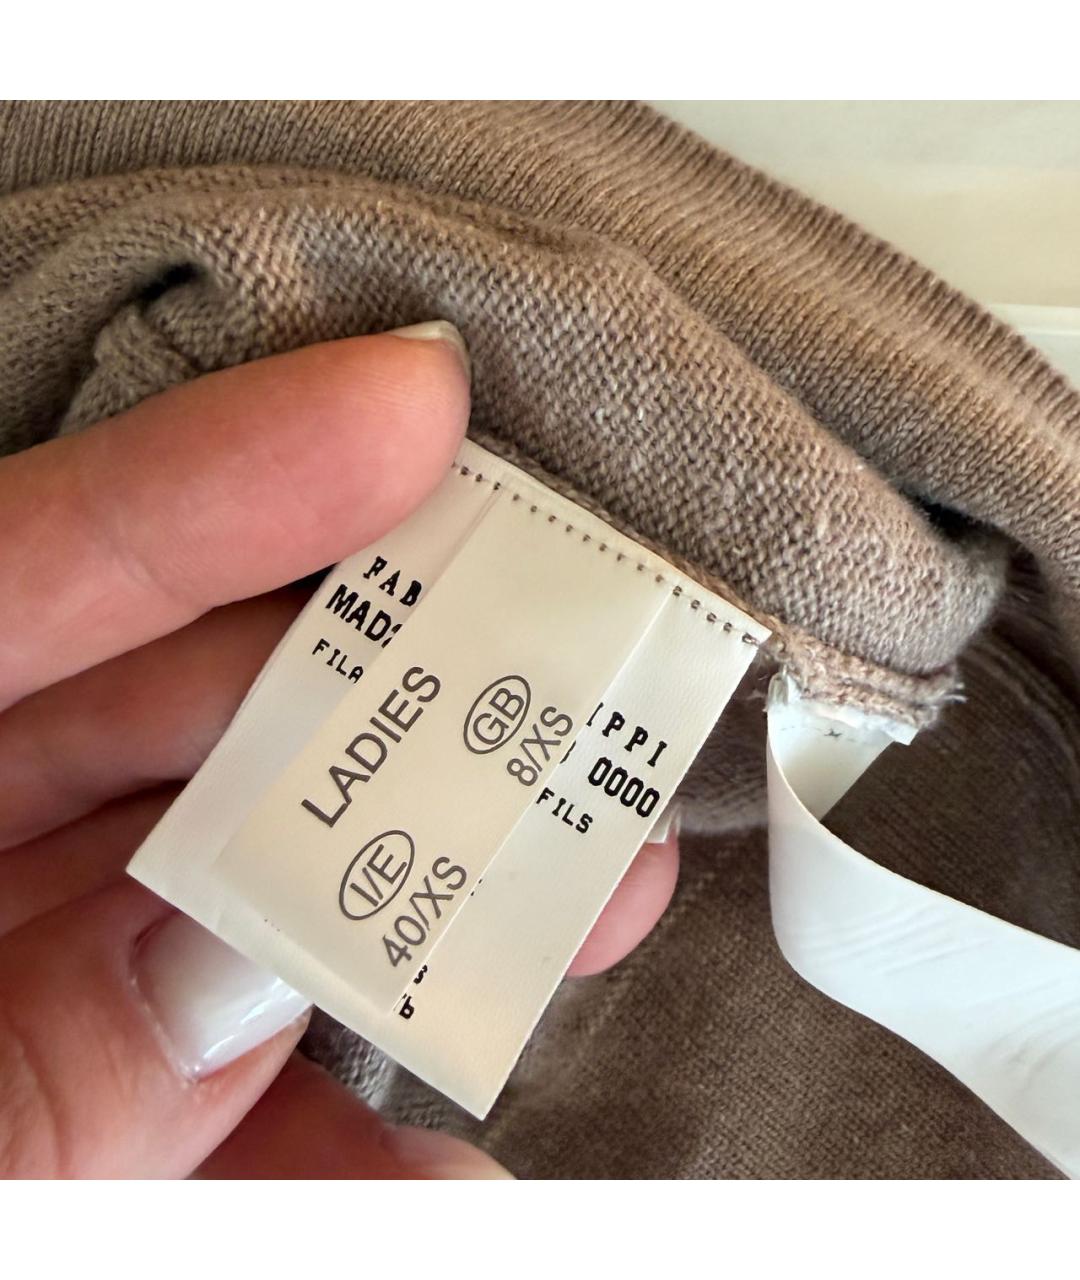 FAB
MAD
FILA
LADIES
GB
8/XS
I/E
40/XS
IPPI
0000
FILS